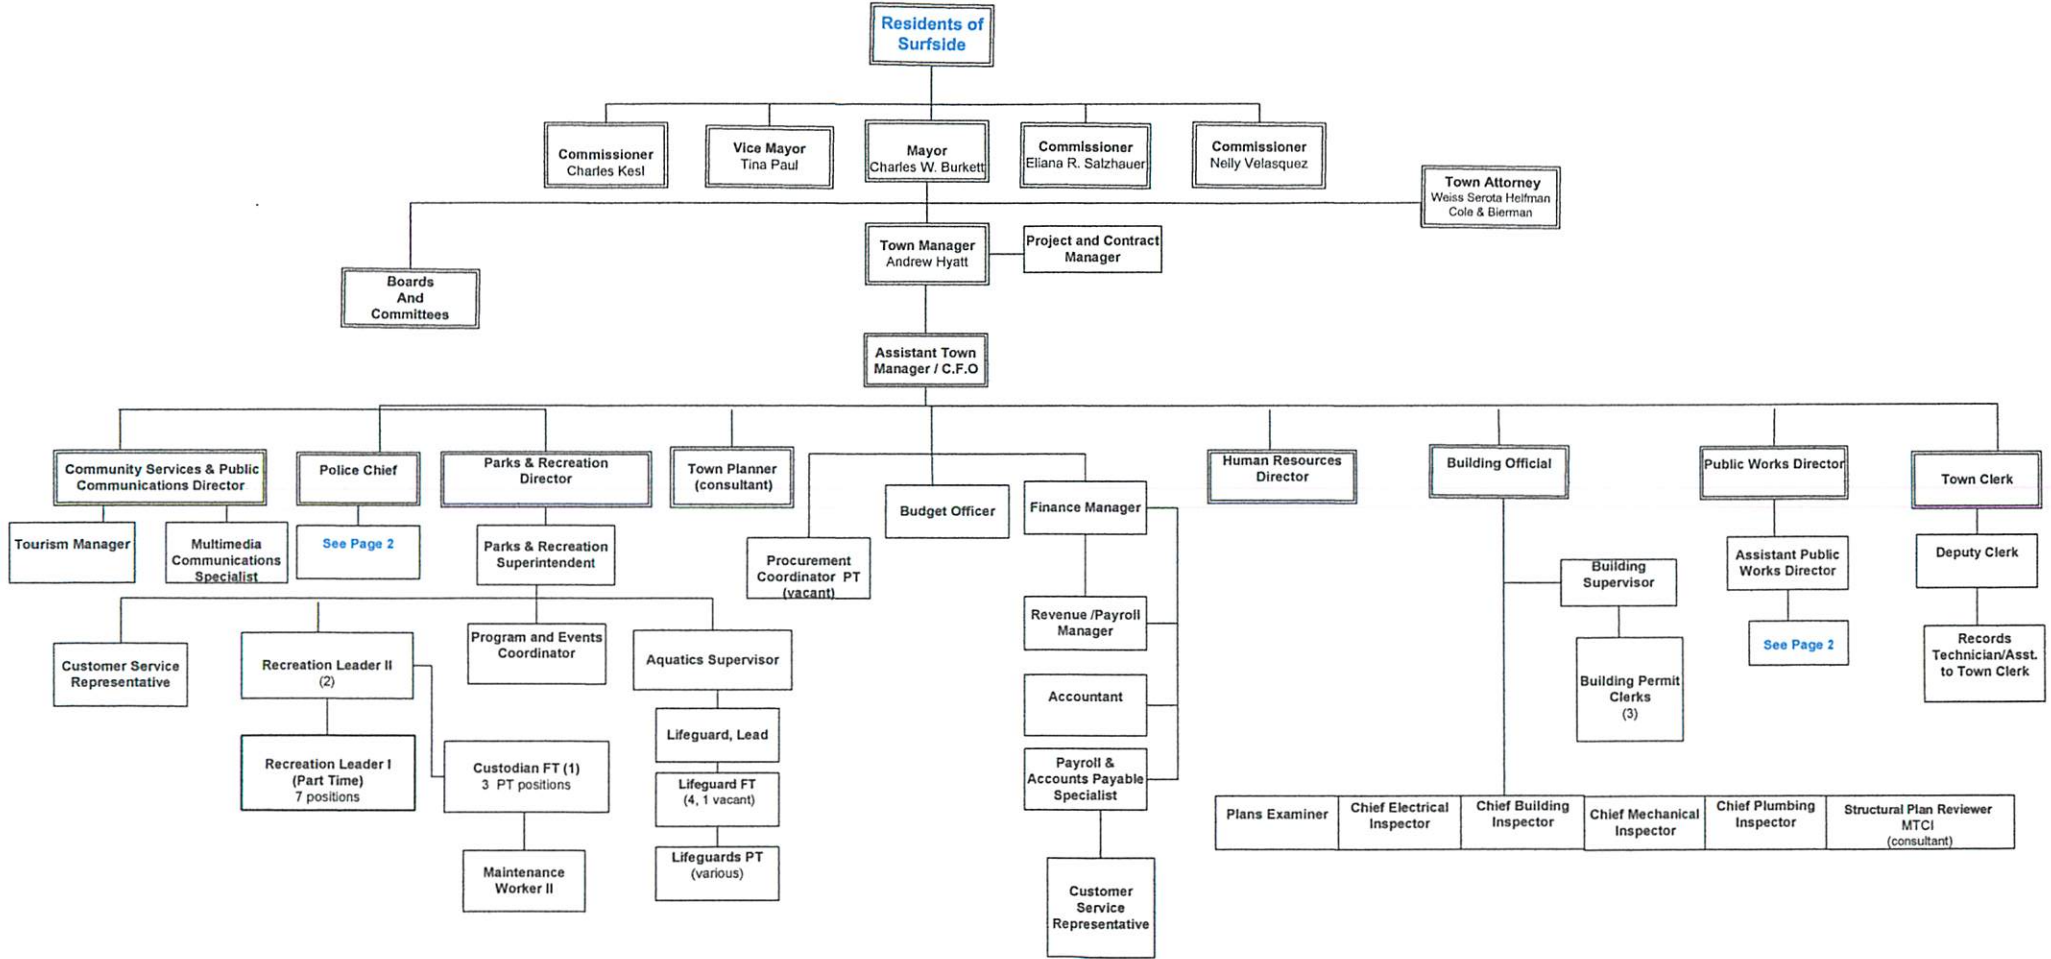 Residents of
Surfside
Commissioner
Charles Kesl
Vice Mayor
Tina Paul
Mayor
Charles W. Burkett
Commissioner
Eliana R. Salzhauer
Commissioner
Nelly Velasquez
Town Attorney
Weiss Serota Helfman
Cole & Bierman
Town Manager
Andrew Hyatt
Project and Contract
Manager
Boards
And
Committees
Assistant Town
Manager / C.F.O
Community Services & Public
Communications Director
Police Chief
Parks & Recreation
Director
Town Planner
(consultant)
Human Resources
Director
Building Official
Public Works Director
Town Clerk
Tourism Manager
Multimedia
Communications
Specialist
See Page 2
Parks & Recreation
Superintendent
Procurement
Coordinator PT
(vacant)
Budget Officer
Finance Manager
Building
Supervisor
Assistant Public
Works Director
Deputy Clerk
Customer Service
Representative
Recreation Leader II
(2)
Program and Events
Coordinator
Aquatics Supervisor
Revenue /Payroll
Manager
Building Permit
Clerks
(3)
See Page 2
Records
Technician/Asst.
to Town Clerk
Recreation Leader I
(Part Time)
7 positions
Custodian FT (1)
3 PT positions
Lifeguard, Lead
Accountant
Lifeguard FT
(4, 1 vacant)
Payroll &
Accounts Payable
Specialist
Plans Examiner
Chief Electrical
Inspector
Chief Building
Inspector
Chief Mechanical
Inspector
Chief Plumbing
Inspector
Structural Plan Reviewer
MTCI
(consultant)
Maintenance
Worker II
Lifeguards PT
(various)
Customer
Service
Representative